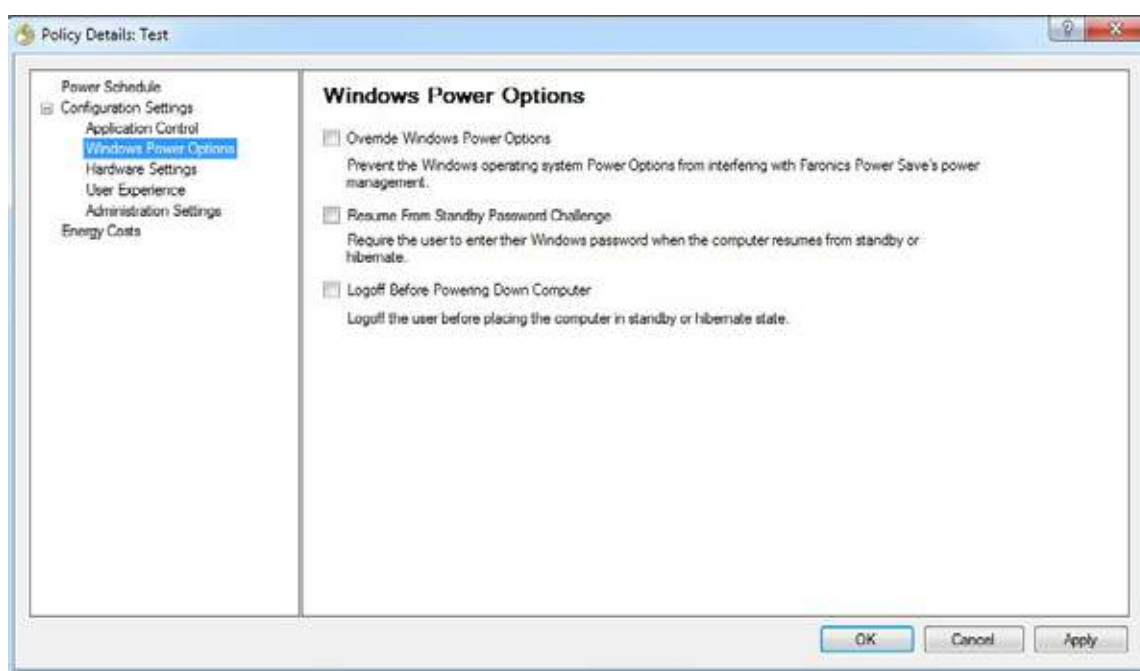 Policy Details: Test
Power Schedule
Configuration Settings
Application Control
Windows Power Options
Hardware Settings
User Experience
Administration Settings
Energy Costs
Windows Power Options
Override Windows Power Options
Prevent the Windows operating system Power Options from interfering with Faronics Power Save's power
management.
Resume From Standby Password Challenge
Require the user to enter their Windows password when the computer resumes from standby or
hibernate.
Logoff Before Powering Down Computer
Logoff the user before placing the computer in standby or hibernate state.
OK Cancel Apply